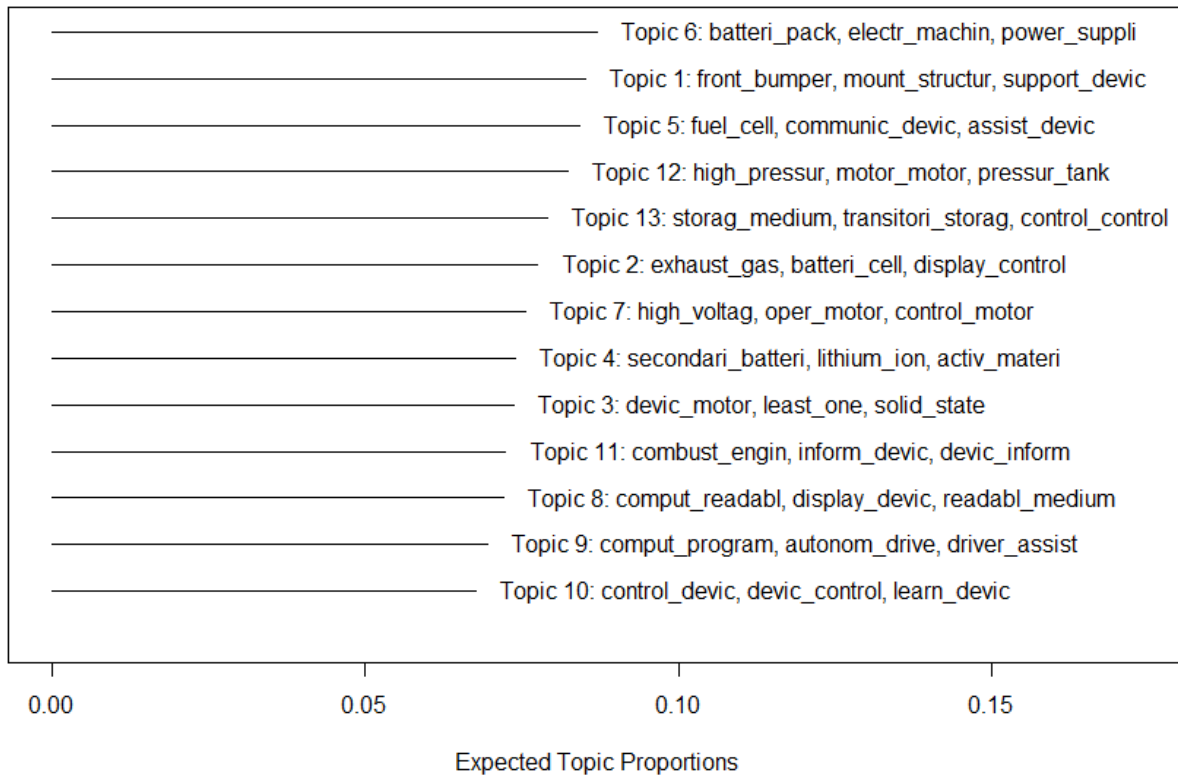 Topic 6: batteri_pack, electr_machin, power_suppli
Topic 1: front_bumper, mount_structur, support_devic
Topic 5: fuel_cell, communic_devic, assist_devic
Topic 12: high_pressur, motor_motor, pressur_tank
Topic 13: storag_medium, transitori_storag, control_control
Topic 2: exhaust_gas, batteri_cell, display_control
Topic 7: high_voltag, oper_motor, control_motor
Topic 4: secondari_batteri, lithium_ion, activ_materi
Topic 3: devic_motor, least_one, solid_state
Topic 11: combust_engin, inform_devic, devic_inform
Topic 8: comput_readabl, display_devic, readabl_medium
Topic 9: comput_program, autonom_drive, driver_assist
Topic 10: control_devic, devic_control, learn_devic
0.00 0.05 0.10 0.15
Expected Topic Proportions